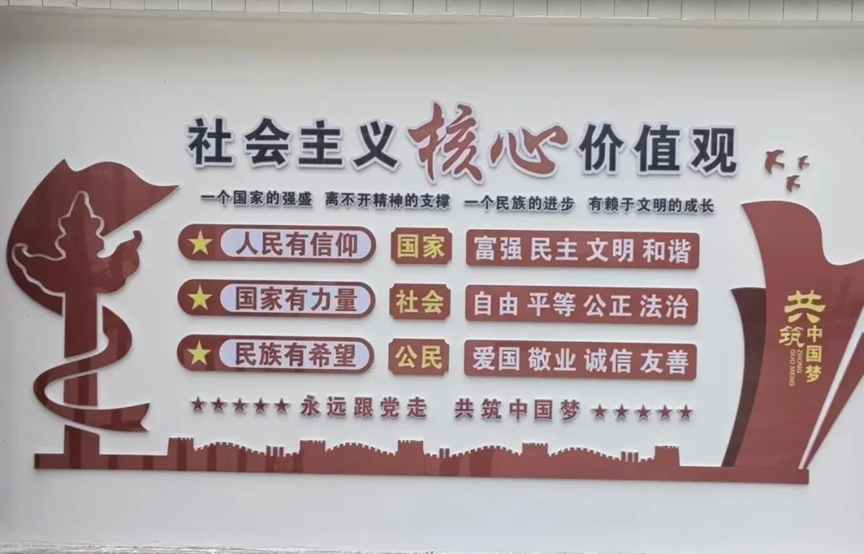 社会主义核心价值观
一个国家的强盛 离不开精神的支撑 一个民族的进步 有赖于文明的成长
人民有信仰 国家 富强 民主 文明 和谐
国家有力量 社会 自由 平等 公正 法治
民族有希望 公民 爱国 敬业 诚信 友善
永远跟党走 共筑中国梦
共筑中国梦
ZHONG GUO MENG